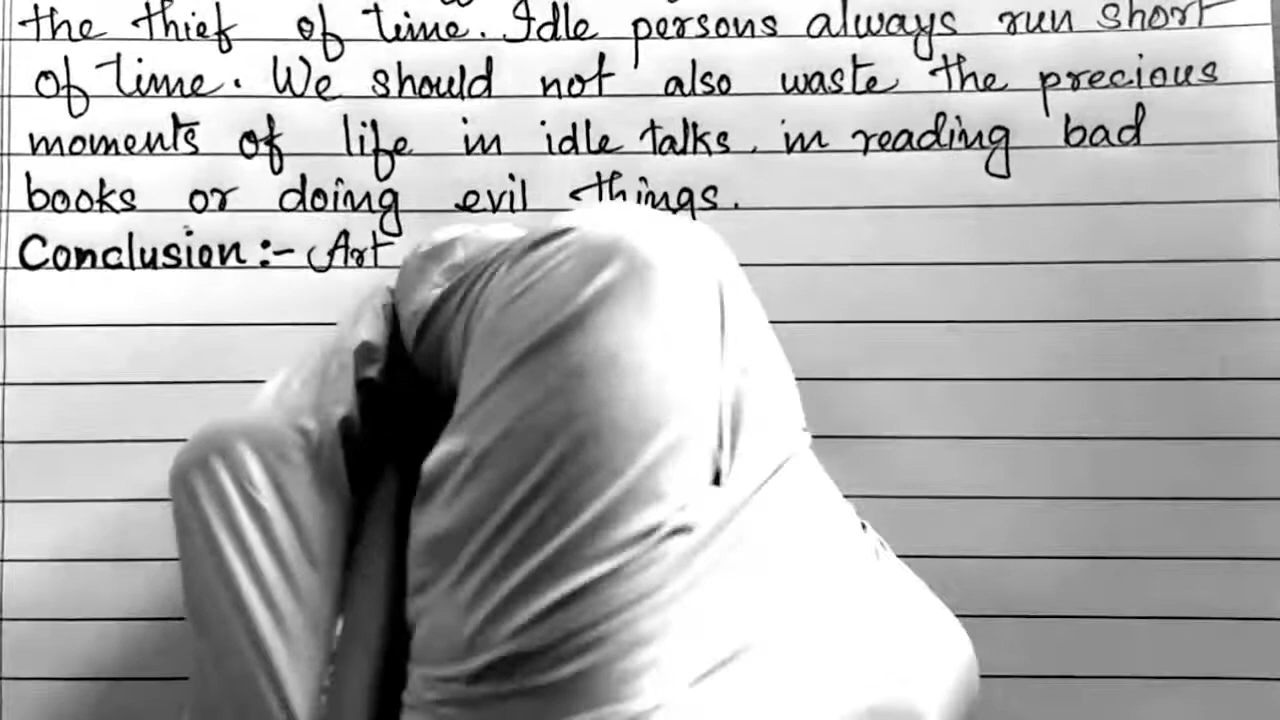 the thief of time. Idle persons always run short
of time. We should not also waste the precious
moments of life in idle talks, in reading bad
books or doing evil things.
Conclusion :- Art